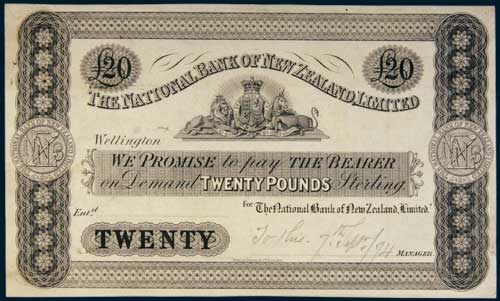 £20 £20
THE NATIONAL BANK OF NEW ZEALAND, LIMITED
Wellington
WE PROMISE to pay THE BEARER
on Demand TWENTY POUNDS Sterling.
For The National Bank of New Zealand, Limited.
Ent.d
TWENTY
MANAGER.